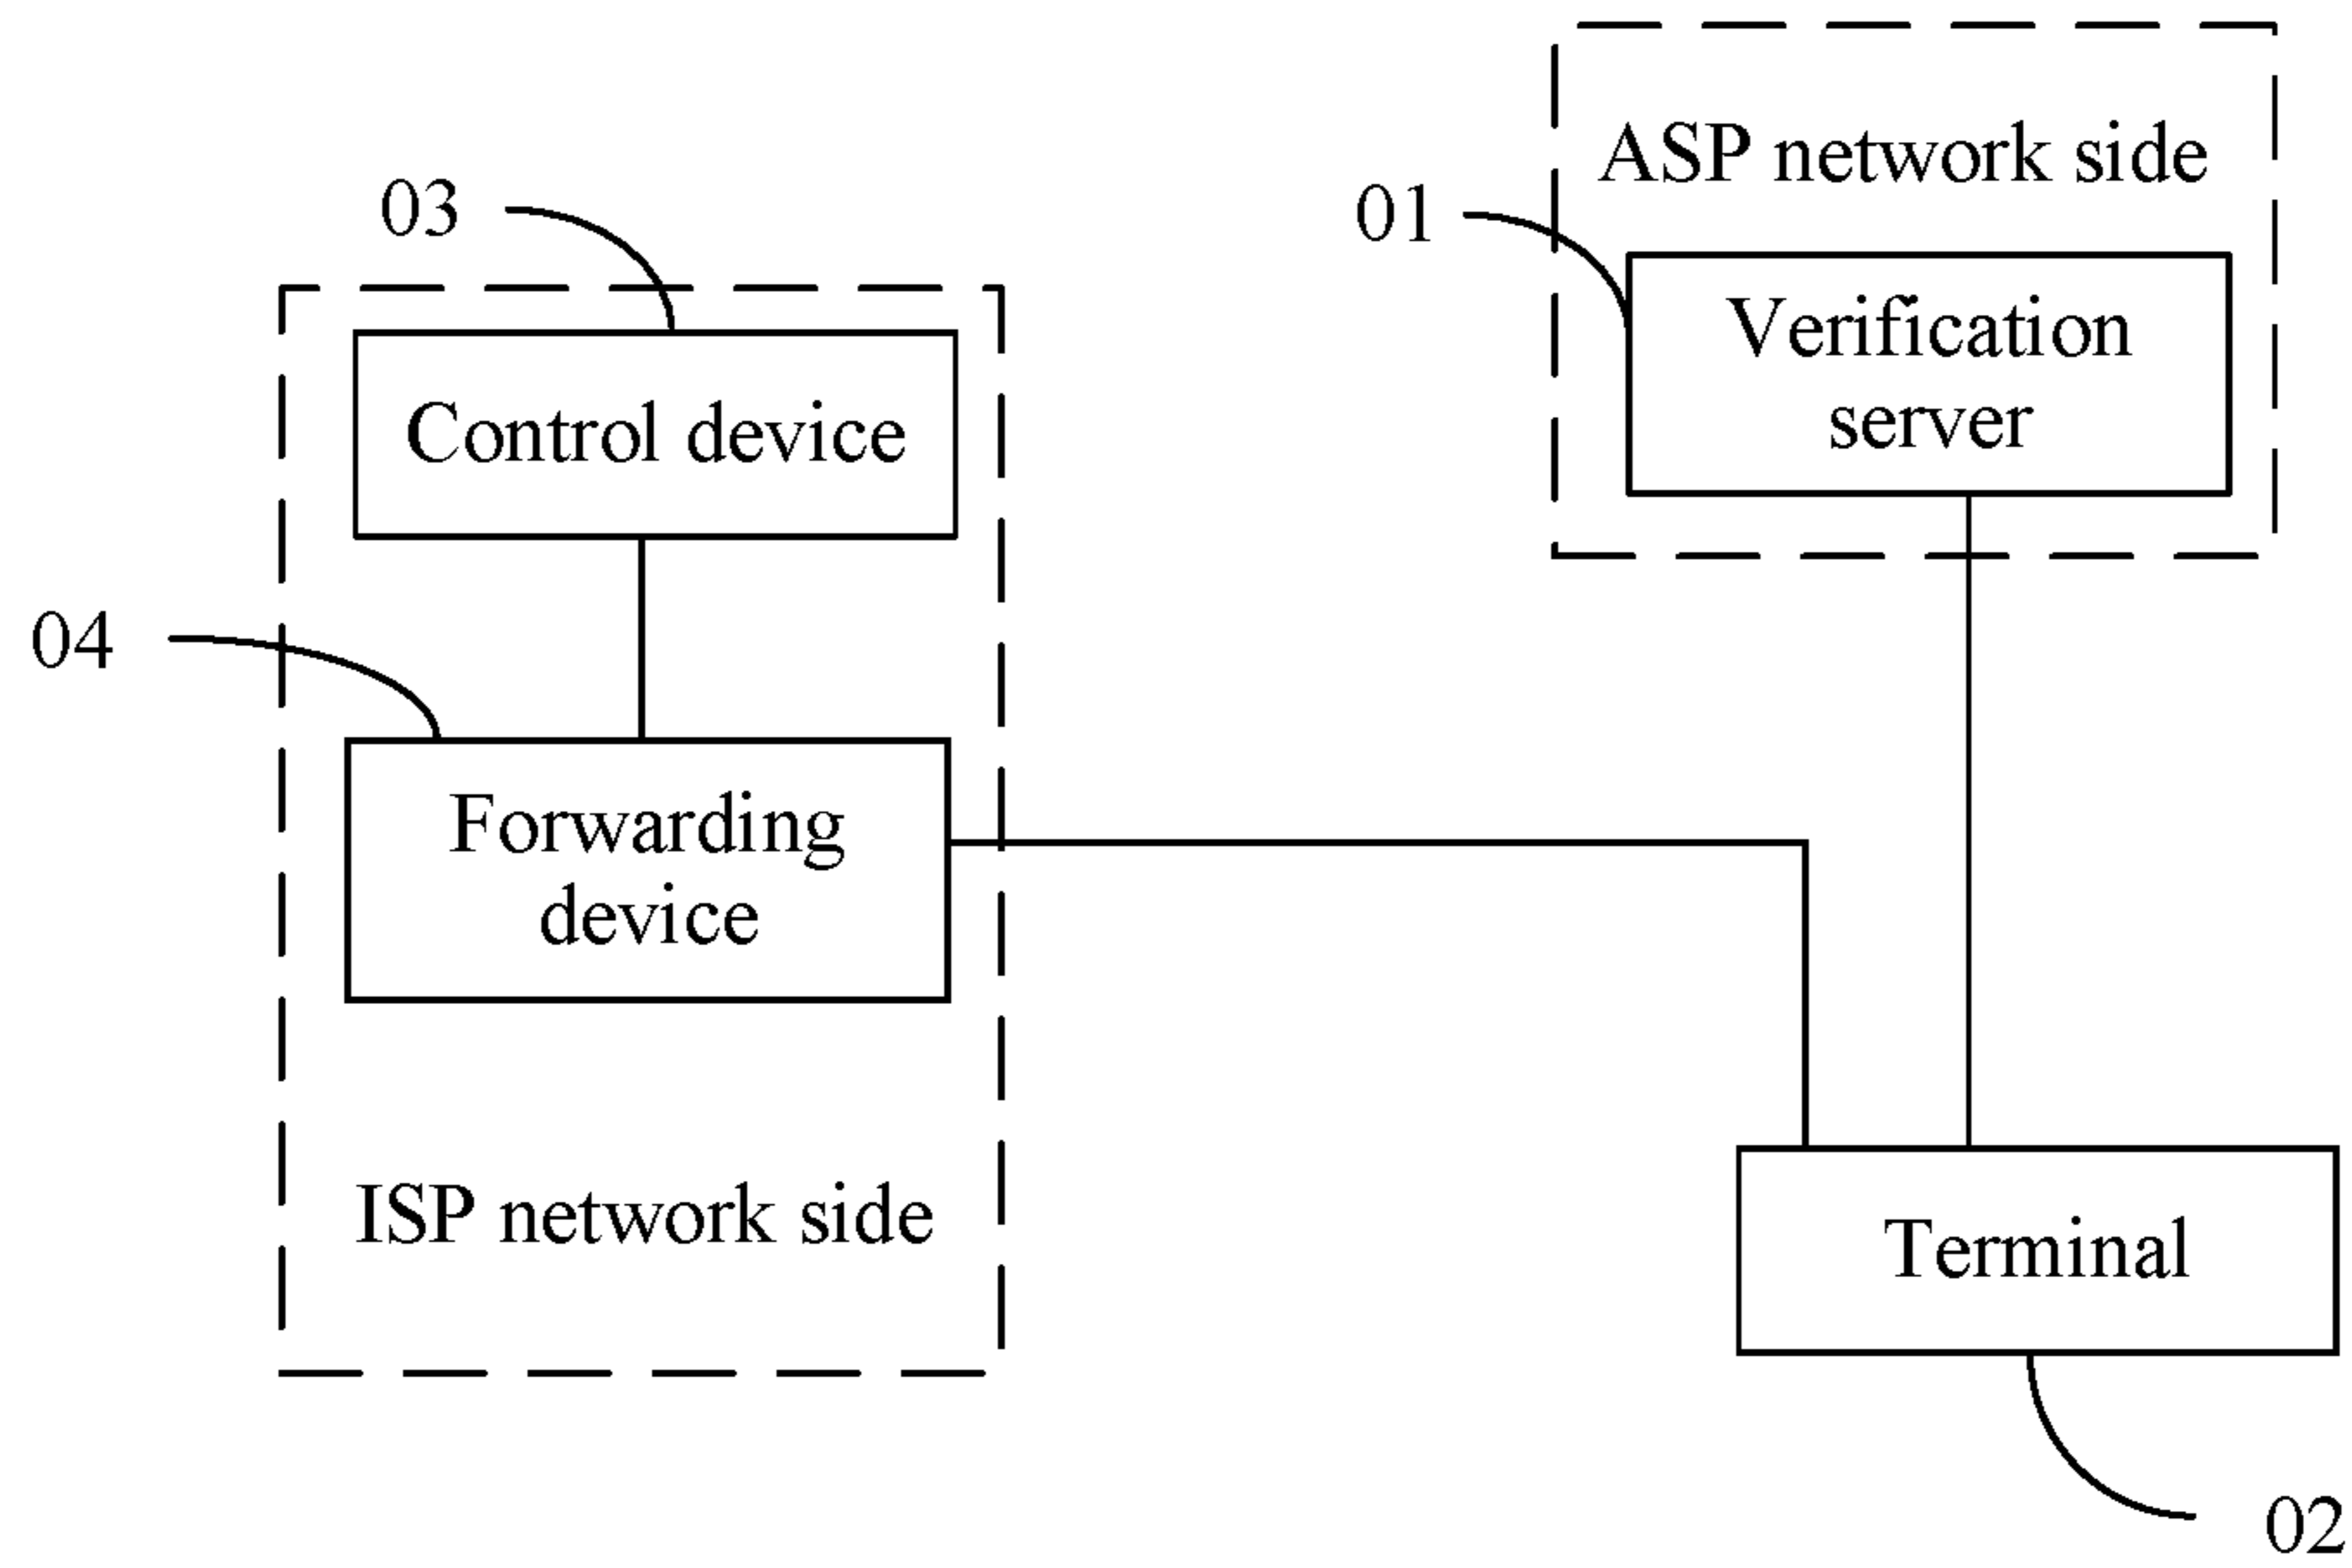 ASP network side
03
01
Verification
server
Control device
04
Forwarding
device
ISP network side
Terminal
02